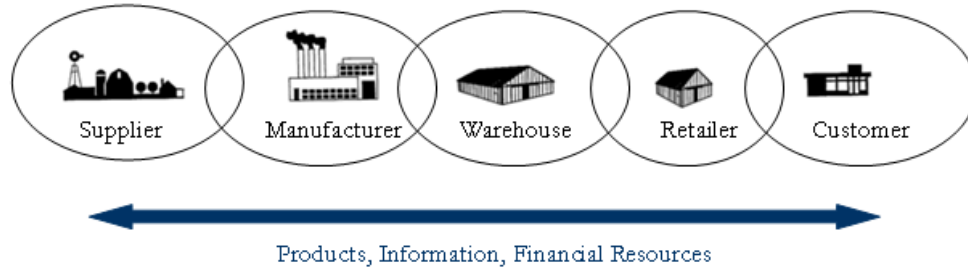 Supplier Manufacturer Warehouse Retailer Customer
Products, Information, Financial Resources